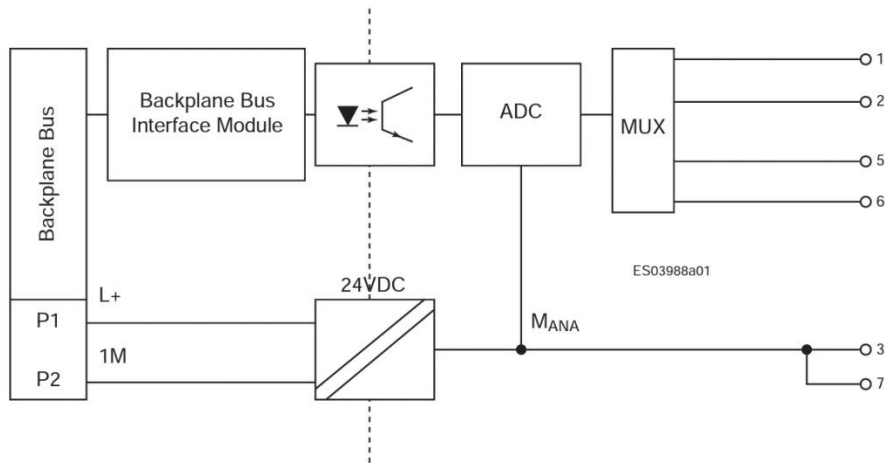 Backplane Bus
Backplane Bus
Interface Module
ADC
MUX
1
2
5
6
ES03988a01
24VDC
L+
P1
1M
P2
M_ANA
3
7